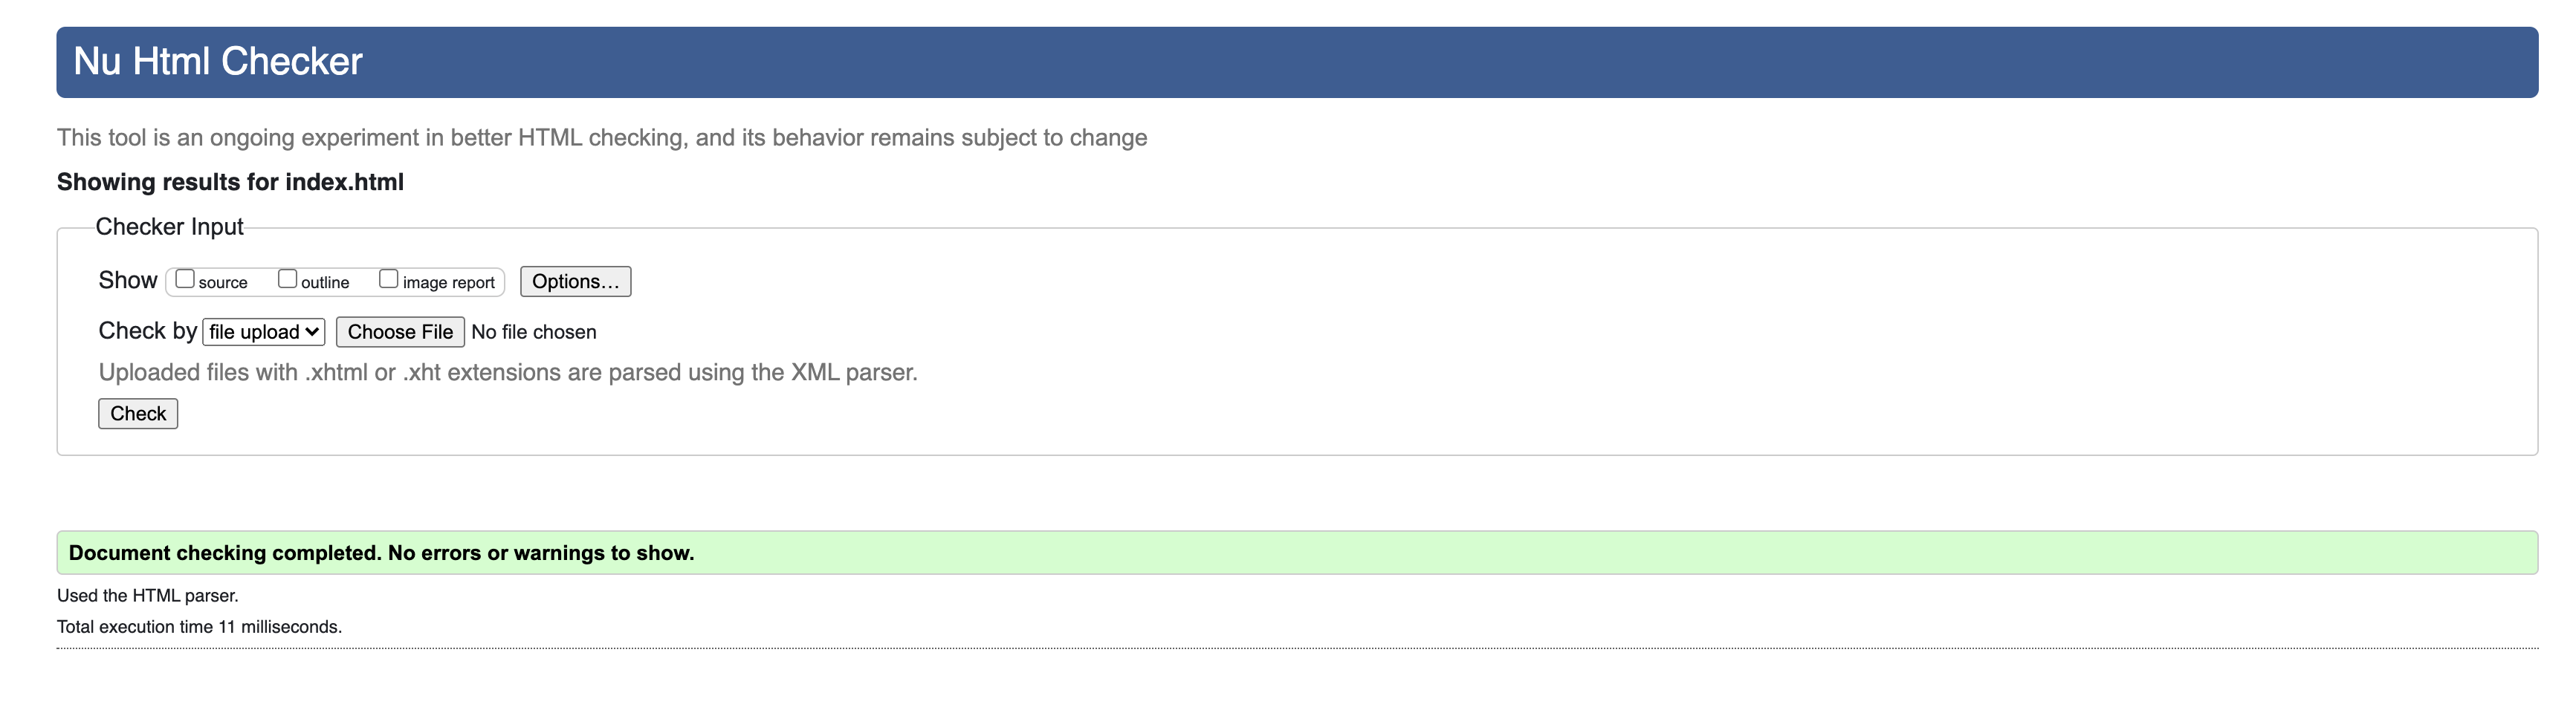 Nu Html Checker
This tool is an ongoing experiment in better HTML checking, and its behavior remains subject to change
Showing results for index.html
Checker Input
Show source outline image report Options...
Check by file upload Choose File No file chosen
Uploaded files with .xhtml or .xht extensions are parsed using the XML parser.
Check
Document checking completed. No errors or warnings to show.
Used the HTML parser.
Total execution time 11 milliseconds.